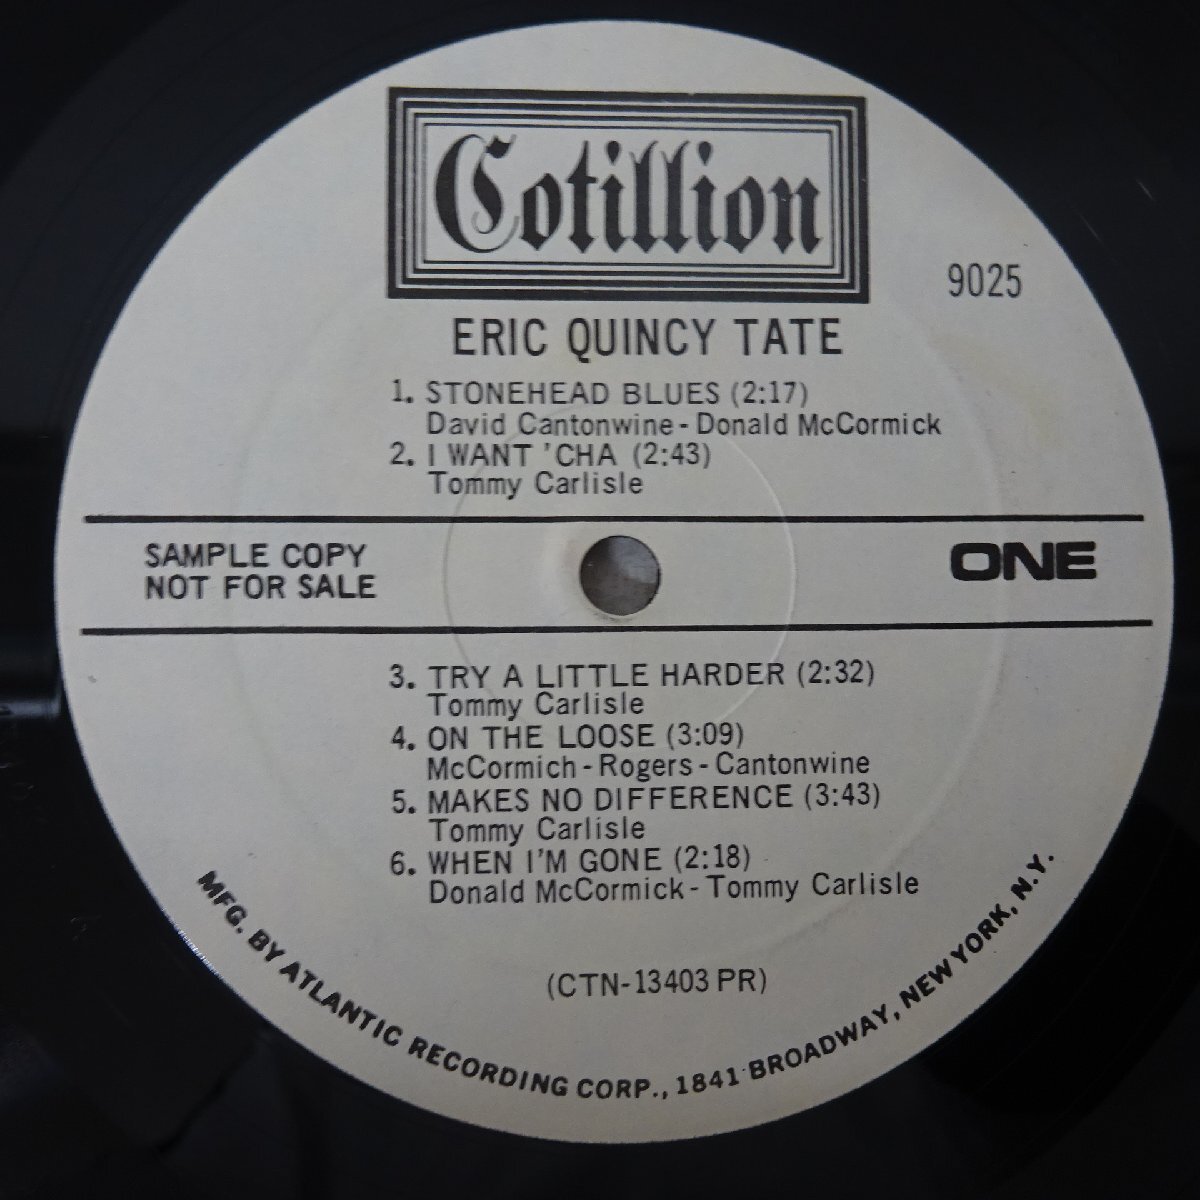 Cotillion
9025
ERIC QUINCY TATE
1. STONEHEAD BLUES (2:17)
David Cantonwine - Donald McCormick
2. I WANT 'CHA (2:43)
Tommy Carlisle
SAMPLE COPY
NOT FOR SALE
ONE
3. TRY A LITTLE HARDER (2:32)
Tommy Carlisle
4. ON THE LOOSE (3:09)
McCormich - Rogers - Cantonwine
5. MAKES NO DIFFERENCE (3:43)
Tommy Carlisle
6. WHEN I'M GONE (2:18)
Donald McCormick - Tommy Carlisle
(CTN-13403 PR)
MFG. BY ATLANTIC RECORDING CORP., 1841 BROADWAY, NEW YORK, N.Y.